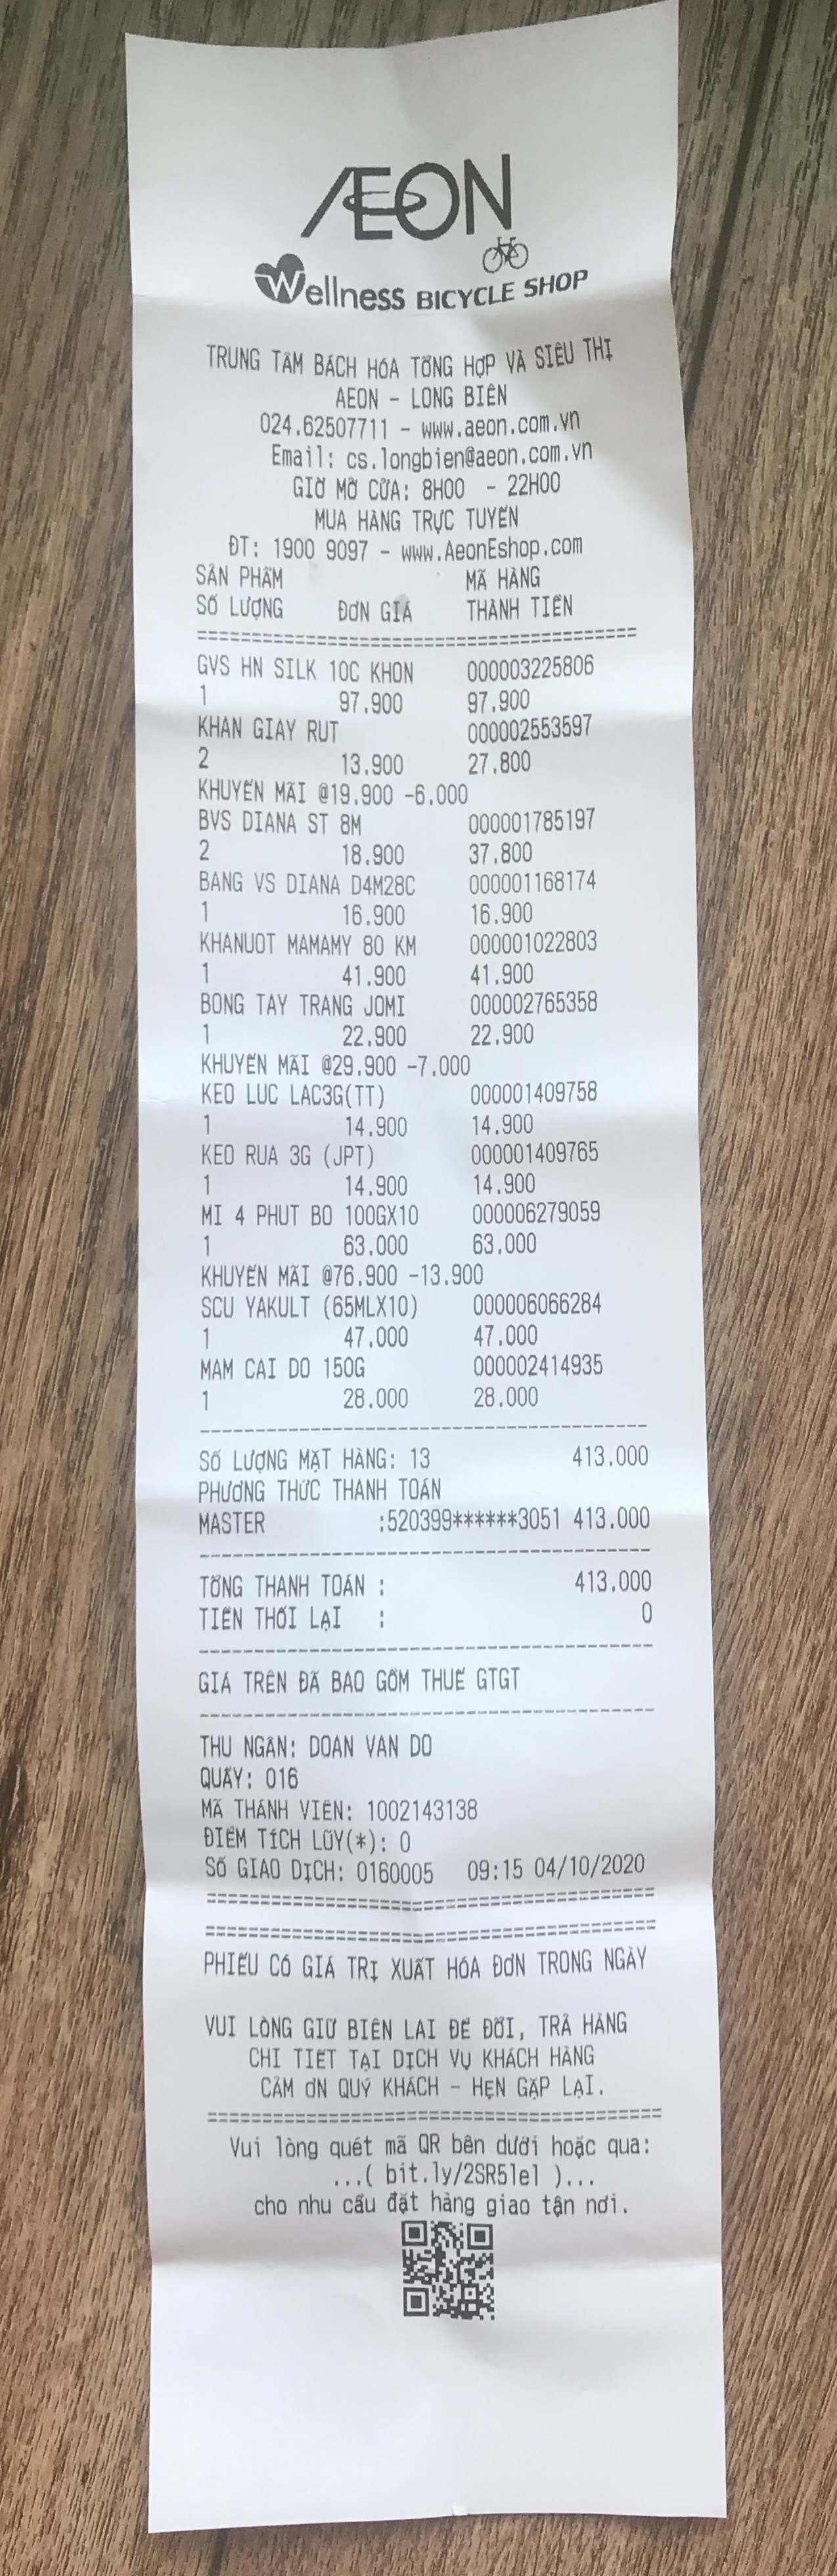 ÆON
Wellness BICYCLE SHOP
TRUNG TÂM BÁCH HÓA TỔNG HỢP VÀ SIÊU THỊ
AEON - LONG BIÊN
024.62507711 - www.aeon.com.vn
Email: cs.longbien@aeon.com.vn
GIỜ MỞ CỬA: 8H00 - 22H00
MUA HÀNG TRỰC TUYẾN
ĐT: 1900 9097 - www.AeonEshop.com
SẢN PHẨM MÃ HÀNG
SỐ LƯỢNG ĐƠN GIÁ THÀNH TIỀN
=======================================
GVS HN SILK 10C KHON 000003225806
1 97.900 97.900
KHAN GIAY RUT 000002553597
2 13.900 27.800
KHUYẾN MÃI @19.900 -6.000
BVS DIANA ST 8M 000001785197
2 18.900 37.800
BANG VS DIANA D4M28C 000001168174
1 16.900 16.900
KHANUOT MAMAMY 80 KM 000001022803
1 41.900 41.900
BONG TAY TRANG JOMI 000002765358
1 22.900 22.900
KHUYẾN MÃI @29.900 -7.000
KEO LUC LAC3G(TT) 000001409758
1 14.900 14.900
KEO RUA 3G (JPT) 000001409765
1 14.900 14.900
MI 4 PHUT BO 100GX10 000006279059
1 63.000 63.000
KHUYẾN MÃI @76.900 -13.900
SCU YAKULT (65MLX10) 000006066284
1 47.000 47.000
MAM CAI DO 150G 000002414935
1 28.000 28.000
---------------------------------------
SỐ LƯỢNG MẶT HÀNG: 13 413.000
PHƯƠNG THỨC THANH TOÁN
MASTER :520399******3051 413.000
---------------------------------------
TỔNG THANH TOÁN : 413.000
TIỀN THỐI LẠI : 0
---------------------------------------
GIÁ TRÊN ĐÃ BAO GỒM THUẾ GTGT
---------------------------------------
THU NGÂN: DOAN VAN DO
QUẦY: 016
MÃ THÀNH VIÊN: 1002143138
ĐIỂM TÍCH LŨY(*): 0
SỐ GIAO DỊCH: 0160005 09:15 04/10/2020
=======================================
=======================================
PHIẾU CÓ GIÁ TRỊ XUẤT HÓA ĐƠN TRONG NGÀY
VUI LÒNG GIỮ BIÊN LAI ĐỂ ĐỔI, TRẢ HÀNG
CHI TIẾT TẠI DỊCH VỤ KHÁCH HÀNG
CẢM ƠN QUÝ KHÁCH - HẸN GẶP LẠI.
=======================================
Vui lòng quét mã QR bên dưới hoặc qua:
...( bit.ly/2SR5lel )...
cho nhu cầu đặt hàng giao tận nơi.